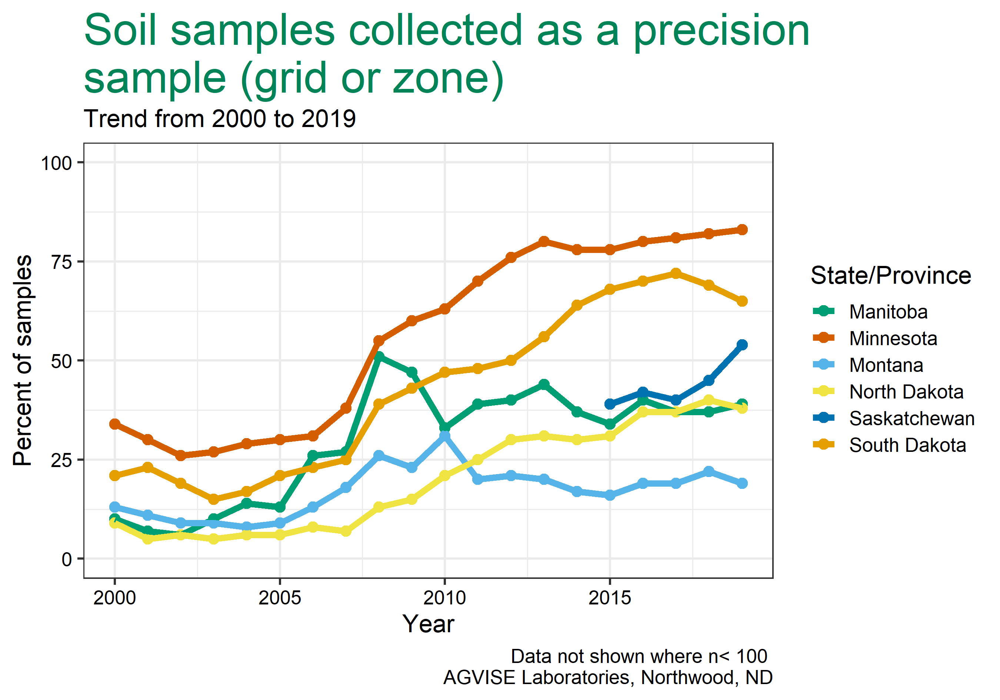 Soil samples collected as a precision
sample (grid or zone)
Trend from 2000 to 2019
100
75
50
25
0
Percent of samples
2000
2005
2010
2015
Year
State/Province
Manitoba
Minnesota
Montana
North Dakota
Saskatchewan
South Dakota
Data not shown where n< 100
AGVISE Laboratories, Northwood, ND